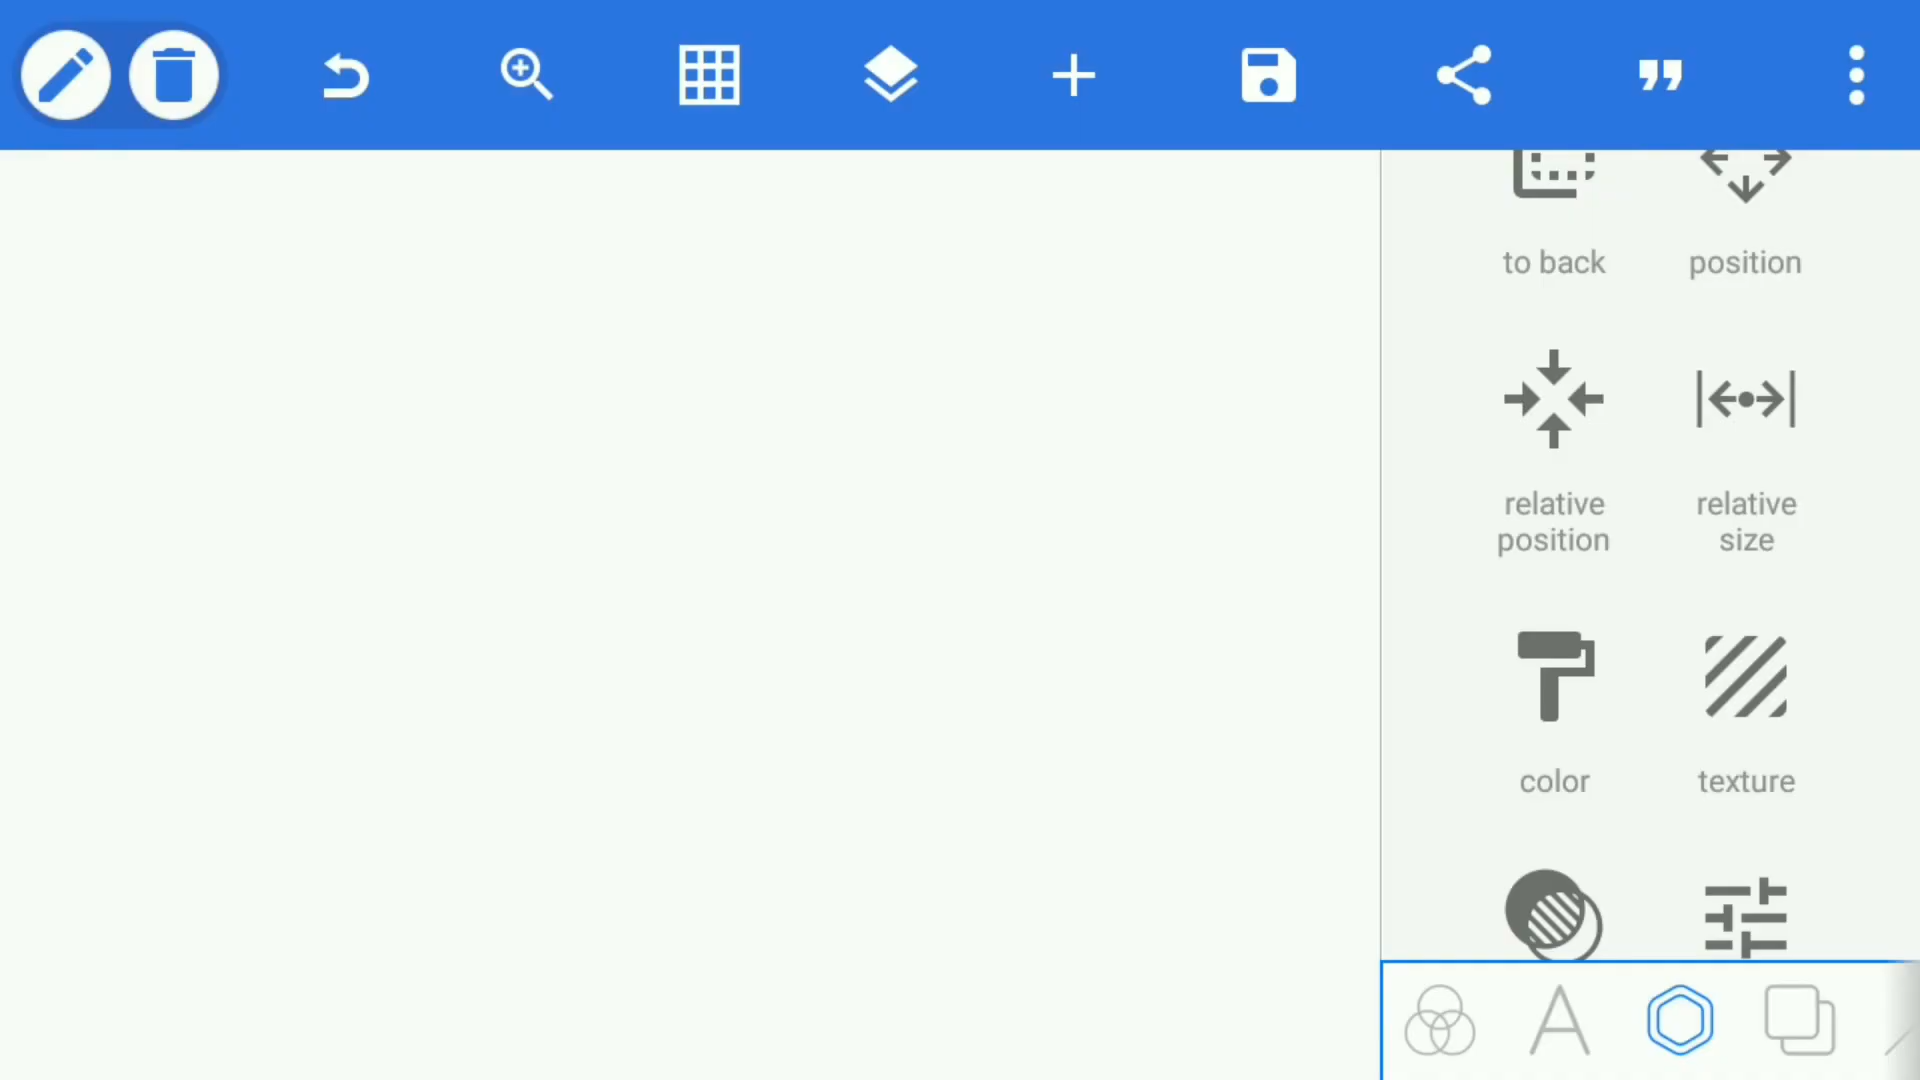 to back
position
relative
position
relative
size
color
texture